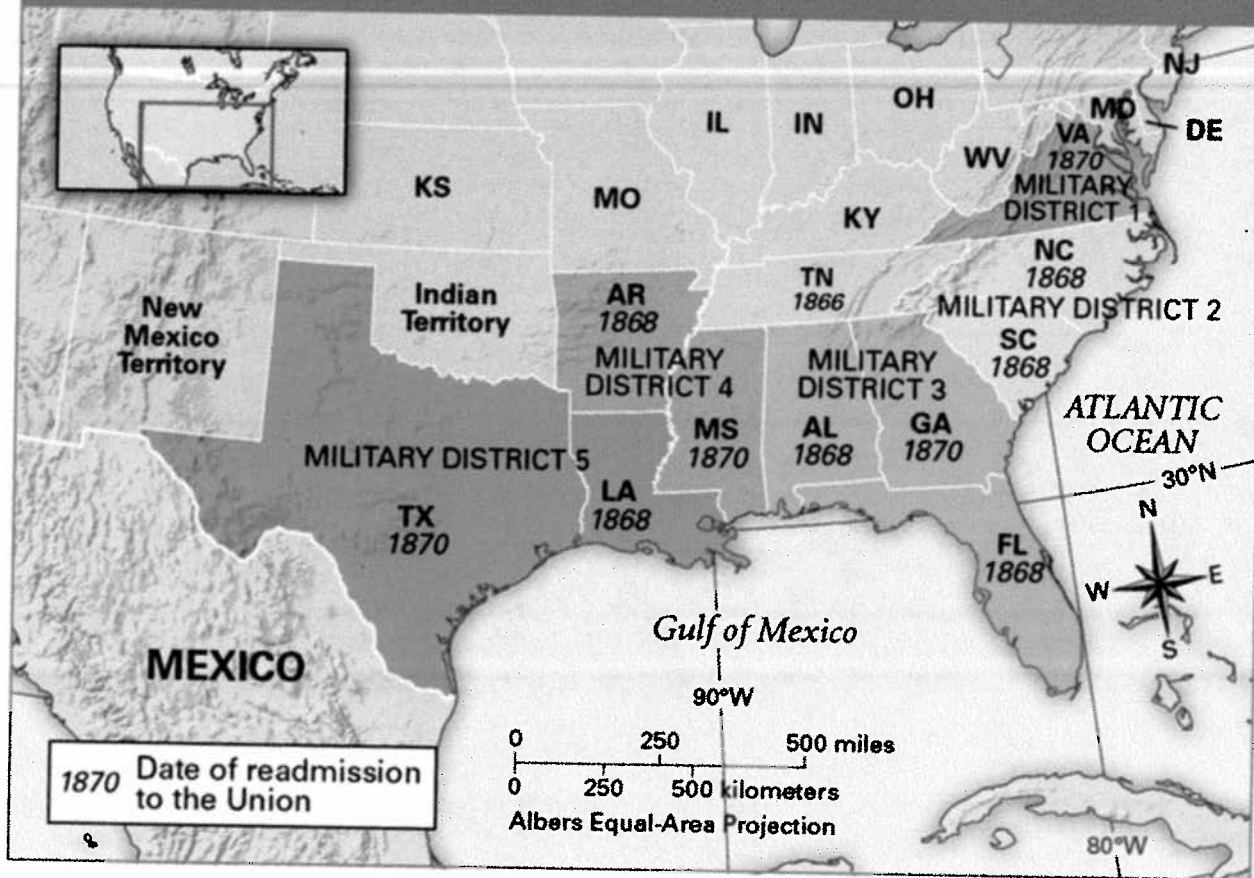 NJ
OH
MD
DE
IL
IN
VA
1870
WV
MILITARY
DISTRICT 1
KS
MO
KY
NC
1868
TN
1866
MILITARY DISTRICT 2
New
Mexico
Territory
Indian
Territory
AR
1868
SC
1868
MILITARY
DISTRICT 4
MILITARY
DISTRICT 3
ATLANTIC
OCEAN
MS
1870
AL
1868
GA
1870
30°N
MILITARY DISTRICT 5
LA
1868
TX
1870
FL
1868
N
W
E
S
Gulf of Mexico
MEXICO
90°W
0 250 500 miles
0 250 500 kilometers
Albers Equal-Area Projection
1870 Date of readmission
to the Union
80°W